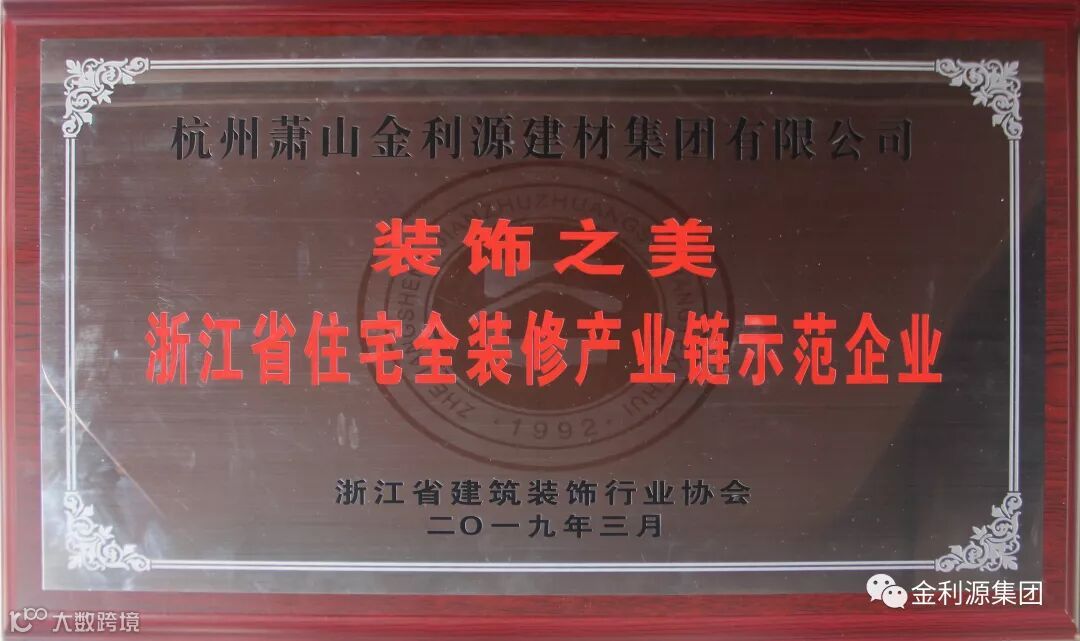 杭州萧山金利源建材集团有限公司
装饰之美
浙江省住宅全装修产业链示范企业
·1992·
浙江省建筑装饰行业协会
二〇一九年三月
金利源集团
大数跨境